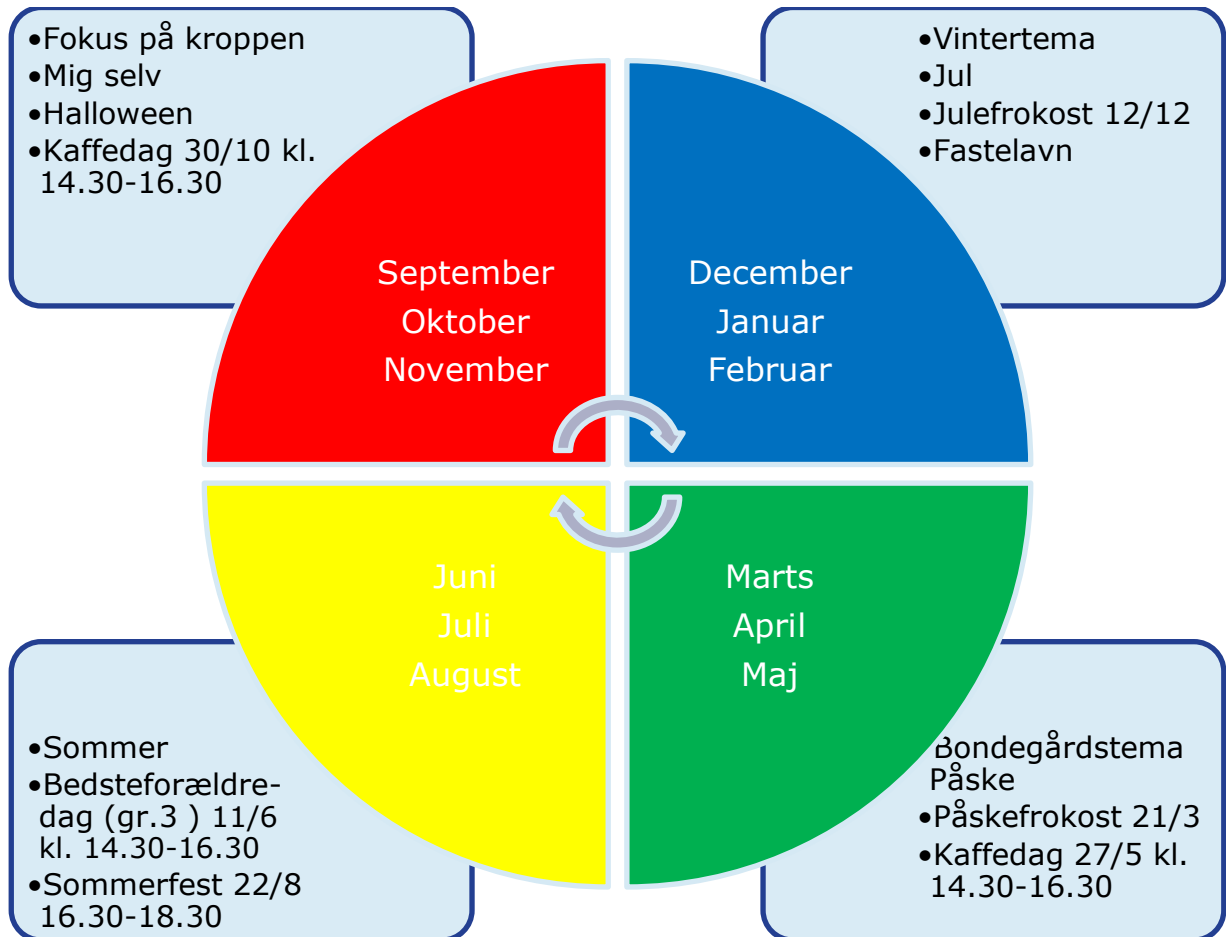 •Fokus på kroppen
•Mig selv
•Halloween
•Kaffedag 30/10 kl.
14.30-16.30
•Vintertema
•Jul
•Julefrokost 12/12
•Fastelavn
September
Oktober
November
December
Januar
Februar
Juni
Juli
August
Marts
April
Maj
•Sommer
•Bedsteforældre-
dag (gr.3 ) 11/6
kl. 14.30-16.30
•Sommerfest 22/8
16.30-18.30
Bondegårdstema
Påske
•Påskefrokost 21/3
•Kaffedag 27/5 kl.
14.30-16.30